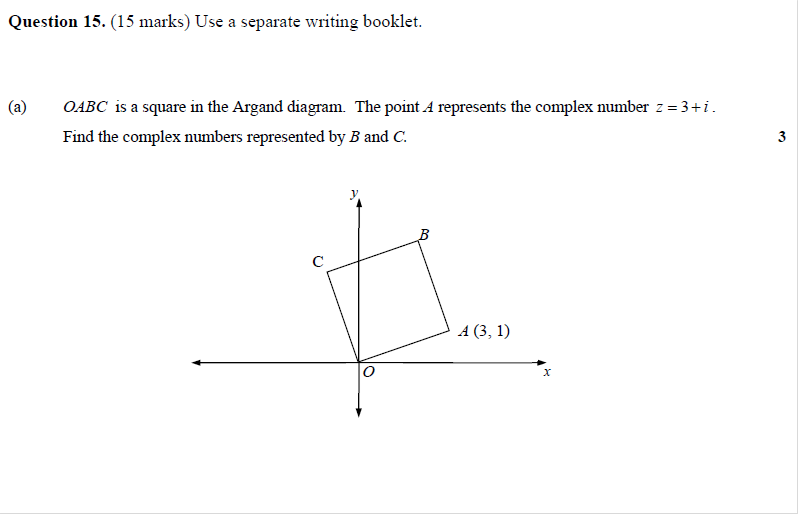 Question 15. (15 marks) Use a separate writing booklet.
(a) OABC is a square in the Argand diagram. The point A represents the complex number z = 3 + i .
Find the complex numbers represented by B and C. 3
y
B
C
A (3, 1)
O
x